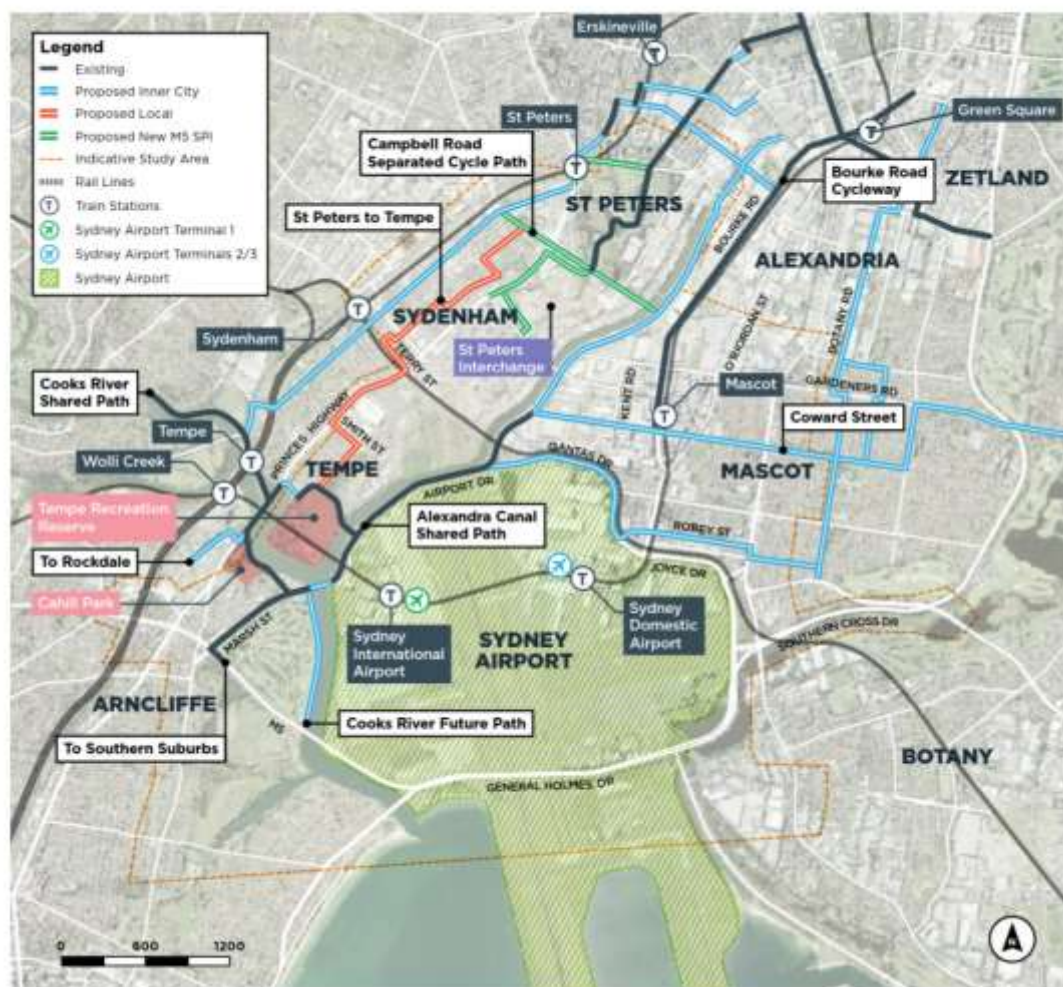 Legend
Existing
Proposed Inner City
Proposed Local
Proposed New M5 SPI
Indicative Study Area
Rail Lines
Train Stations
Sydney Airport Terminal 1
Sydney Airport Terminals 2/3
Sydney Airport
Erskineville
St Peters
Green Square
Campbell Road
Separated Cycle Path
Bourke Road
Cycleway
ZETLAND
ST PETERS
St Peters to Tempe
BOURKE RD
ALEXANDRIA
SYDENHAM
Sydenham
TERRY ST
St Peters
Interchange
O'RIORDAN ST
BOTANY RD
KENT RD
GARDENERS RD
Mascot
Coward Street
Cooks River
Shared Path
PRINCES HIGHWAY
SMITH ST
Tempe
Wolli Creek
TEMPE
MASCOT
QANTAS DR
AIRPORT DR
Tempe Recreation
Reserve
Alexandra Canal
Shared Path
ROBEY ST
To Rockdale
JOYCE DR
Cahill Park
Sydney
International
Airport
SYDNEY
AIRPORT
Sydney
Domestic
Airport
SOUTHERN CROSS DR
MARSH ST
ARNCLIFFE
M5
Cooks River Future Path
To Southern Suburbs
BOTANY
GENERAL HOLMES DR
0 600 1200
N
T
T
T
T
T
T
T
T
T
T